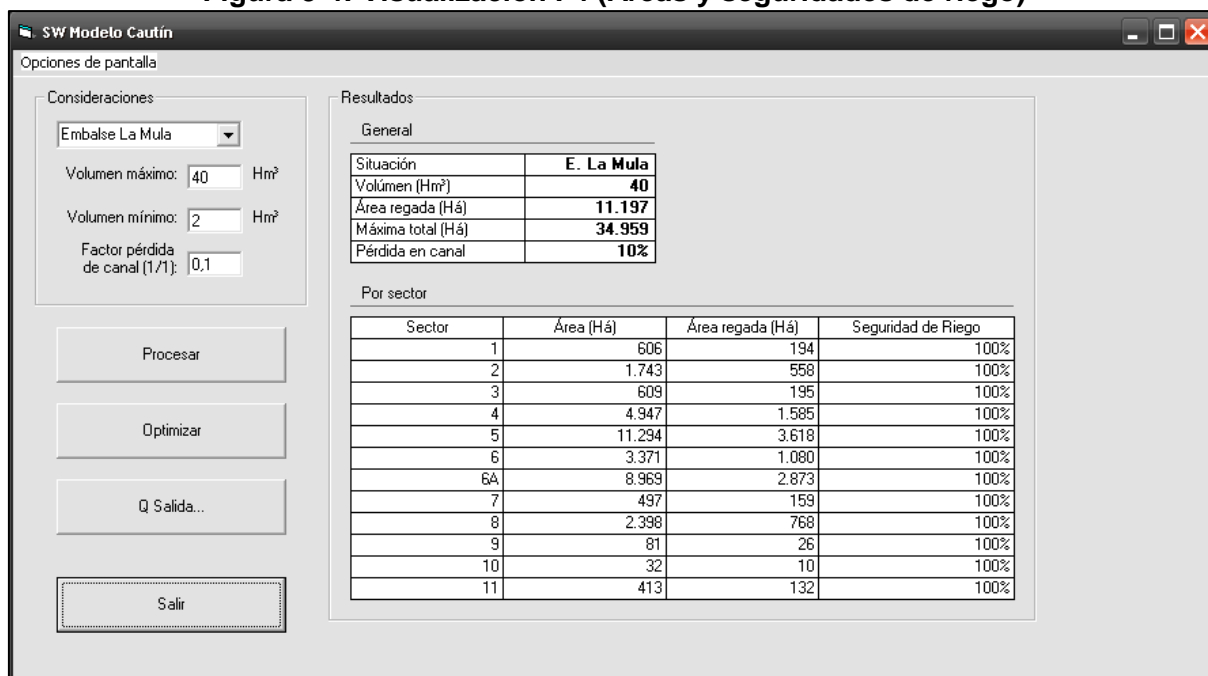 SW Modelo Cautín
Opciones de pantalla
Consideraciones
Embalse La Mula
Volumen máximo: 40 Hm³
Volumen mínimo: 2 Hm³
Factor pérdida
de canal (1/1): 0,1
Procesar
Optimizar
Q Salida...
Salir
Resultados
General
Situación E. La Mula
Volúmen (Hm³) 40
Área regada (Há) 11.197
Máxima total (Há) 34.959
Pérdida en canal 10%
Por sector
Sector Área (Há) Área regada (Há) Seguridad de Riego
1 606 194 100%
2 1.743 558 100%
3 609 195 100%
4 4.947 1.585 100%
5 11.294 3.618 100%
6 3.371 1.080 100%
6A 8.969 2.873 100%
7 497 159 100%
8 2.398 768 100%
9 81 26 100%
10 32 10 100%
11 413 132 100%